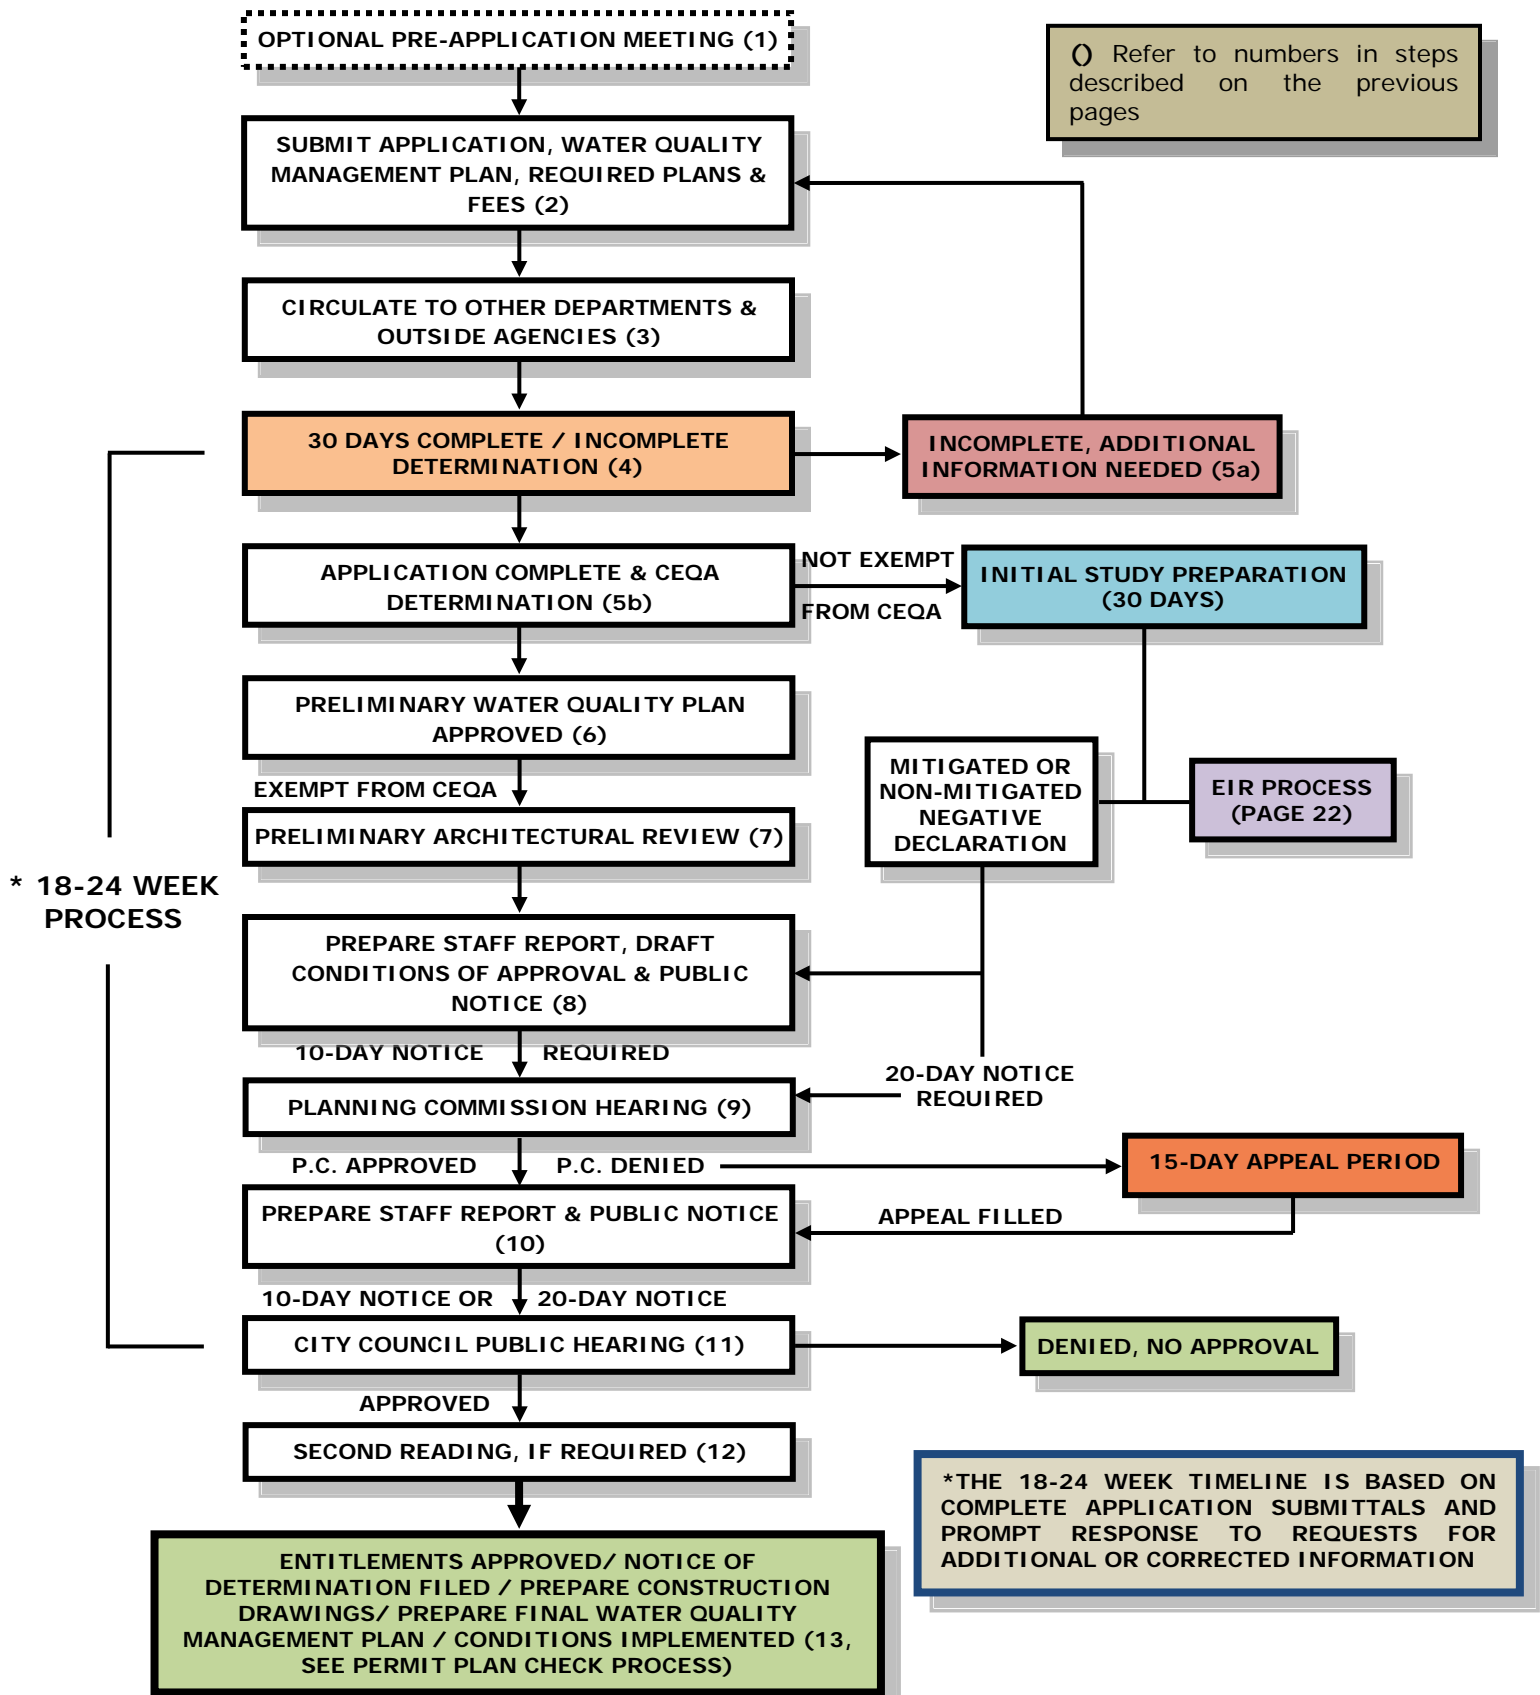 OPTIONAL PRE-APPLICATION MEETING (1)
() Refer to numbers in steps
described on the previous
pages
SUBMIT APPLICATION, WATER QUALITY
MANAGEMENT PLAN, REQUIRED PLANS &
FEES (2)
CIRCULATE TO OTHER DEPARTMENTS &
OUTSIDE AGENCIES (3)
30 DAYS COMPLETE / INCOMPLETE
DETERMINATION (4)
INCOMPLETE, ADDITIONAL
INFORMATION NEEDED (5a)
APPLICATION COMPLETE & CEQA
DETERMINATION (5b)
NOT EXEMPT
FROM CEQA
INITIAL STUDY PREPARATION
(30 DAYS)
PRELIMINARY WATER QUALITY PLAN
APPROVED (6)
MITIGATED OR
NON-MITIGATED
NEGATIVE
DECLARATION
EIR PROCESS
(PAGE 22)
EXEMPT FROM CEQA
PRELIMINARY ARCHITECTURAL REVIEW (7)
* 18-24 WEEK
PROCESS
PREPARE STAFF REPORT, DRAFT
CONDITIONS OF APPROVAL & PUBLIC
NOTICE (8)
10-DAY NOTICE REQUIRED
20-DAY NOTICE
REQUIRED
PLANNING COMMISSION HEARING (9)
P.C. APPROVED
P.C. DENIED
15-DAY APPEAL PERIOD
PREPARE STAFF REPORT & PUBLIC NOTICE
(10)
APPEAL FILLED
10-DAY NOTICE OR 20-DAY NOTICE
CITY COUNCIL PUBLIC HEARING (11)
DENIED, NO APPROVAL
APPROVED
SECOND READING, IF REQUIRED (12)
*THE 18-24 WEEK TIMELINE IS BASED ON
COMPLETE APPLICATION SUBMITTALS AND
PROMPT RESPONSE TO REQUESTS FOR
ADDITIONAL OR CORRECTED INFORMATION
ENTITLEMENTS APPROVED/ NOTICE OF
DETERMINATION FILED / PREPARE CONSTRUCTION
DRAWINGS/ PREPARE FINAL WATER QUALITY
MANAGEMENT PLAN / CONDITIONS IMPLEMENTED (13,
SEE PERMIT PLAN CHECK PROCESS)